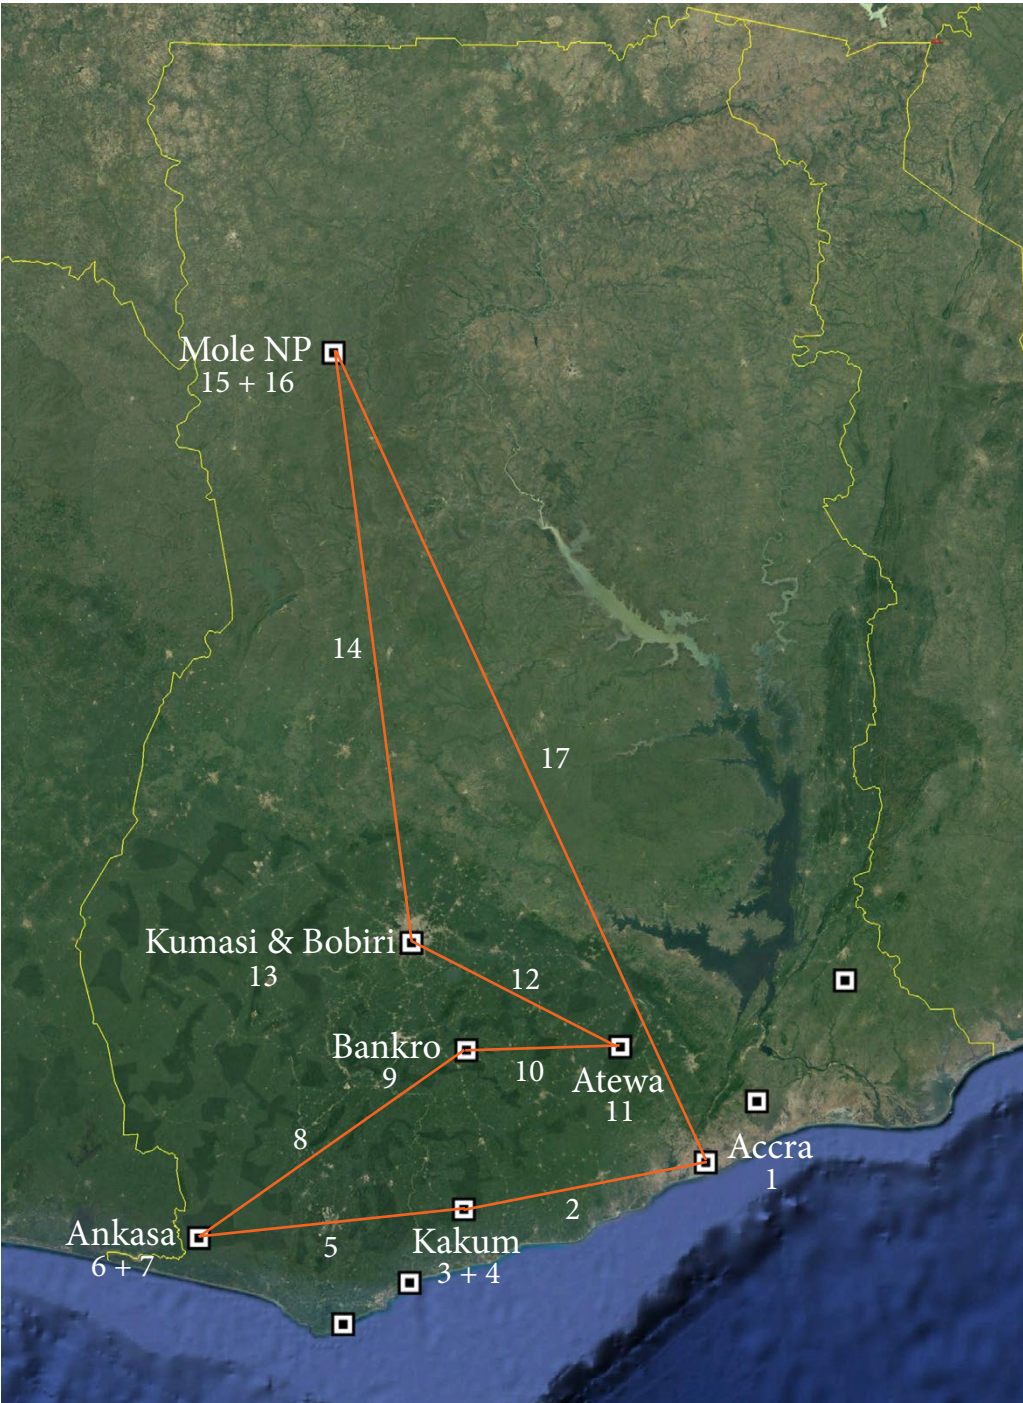 Mole NP
15 + 16
14
17
Kumasi & Bobiri
13
12
Bankro
9
10
Atewa
11
8
Accra
1
2
Ankasa
6 + 7
5
Kakum
3 + 4